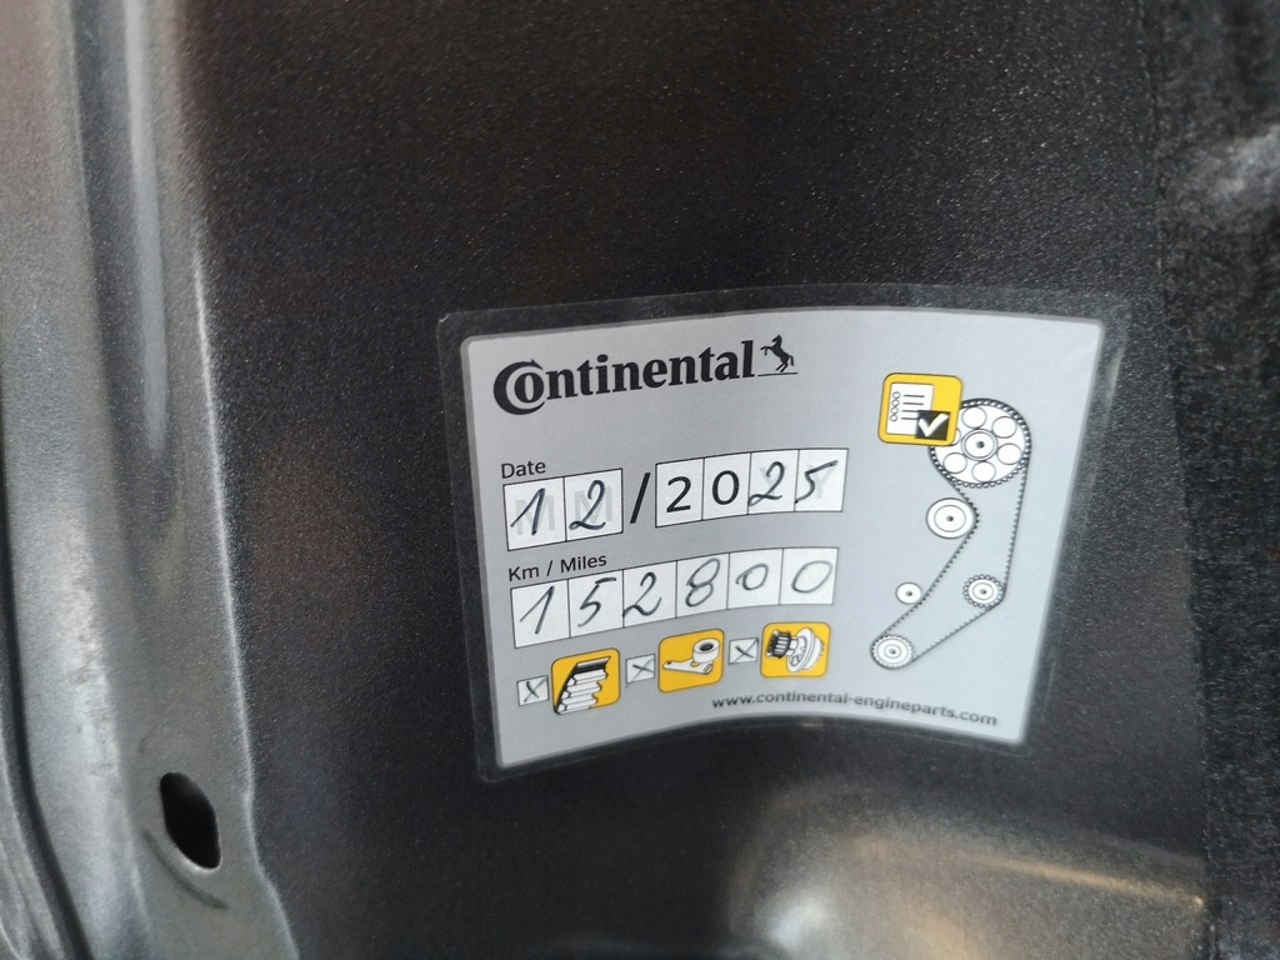 Continental
Date
12/2025
Km / Miles
152800
www.continental-engineparts.com